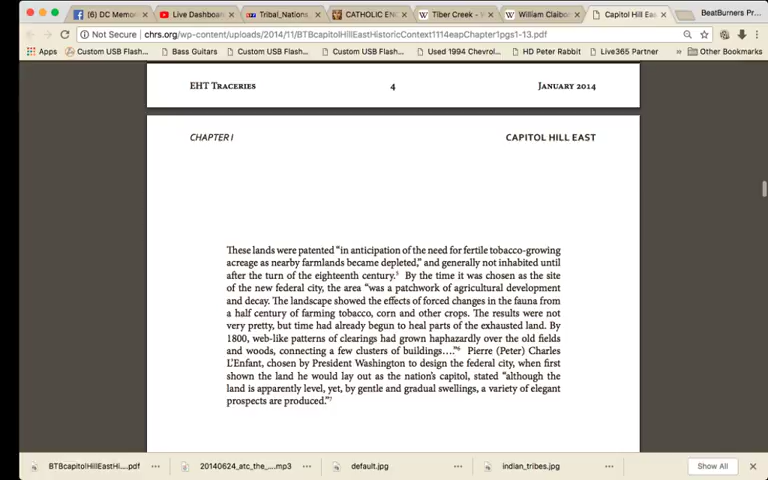 (6) DC Memor
Live Dashboard
Tribal_Nations
CATHOLIC EN
Tiber Creek - W
William Claibo
Capitol Hill Eas
BeatBurners Pr...
Not Secure | chrs.org/wp-content/uploads/2014/11/BTBcapitolHillEastHistoricContext1114eapChapter1pgs1-13.pdf
Apps Custom USB Flash... Bass Guitars Custom USB Flash... Custom USB Flash... Used 1994 Chevrol... HD Peter Rabbit Live365 Partner » Other Bookmarks
EHT Traceries 4 January 2014
CHAPTER I CAPITOL HILL EAST
These lands were patented “in anticipation of the need for fertile tobacco-growing
acreage as nearby farmlands became depleted,” and generally not inhabited until
after the turn of the eighteenth century.5 By the time it was chosen as the site
of the new federal city, the area “was a patchwork of agricultural development
and decay. The landscape showed the effects of forced changes in the fauna from
a half century of farming tobacco, corn and other crops. The results were not
very pretty, but time had already begun to heal parts of the exhausted land. By
1800, web-like patterns of clearings had grown haphazardly over the old fields
and woods, connecting a few clusters of buildings....”6 Pierre (Peter) Charles
L’Enfant, chosen by President Washington to design the federal city, when first
shown the land he would lay out as the nation’s capitol, stated “although the
land is apparently level, yet, by gentle and gradual swellings, a variety of elegant
prospects are produced.”7
BTBcapitolHillEastHi....pdf 20140624_atc_the_....mp3 default.jpg indian_tribes.jpg Show All